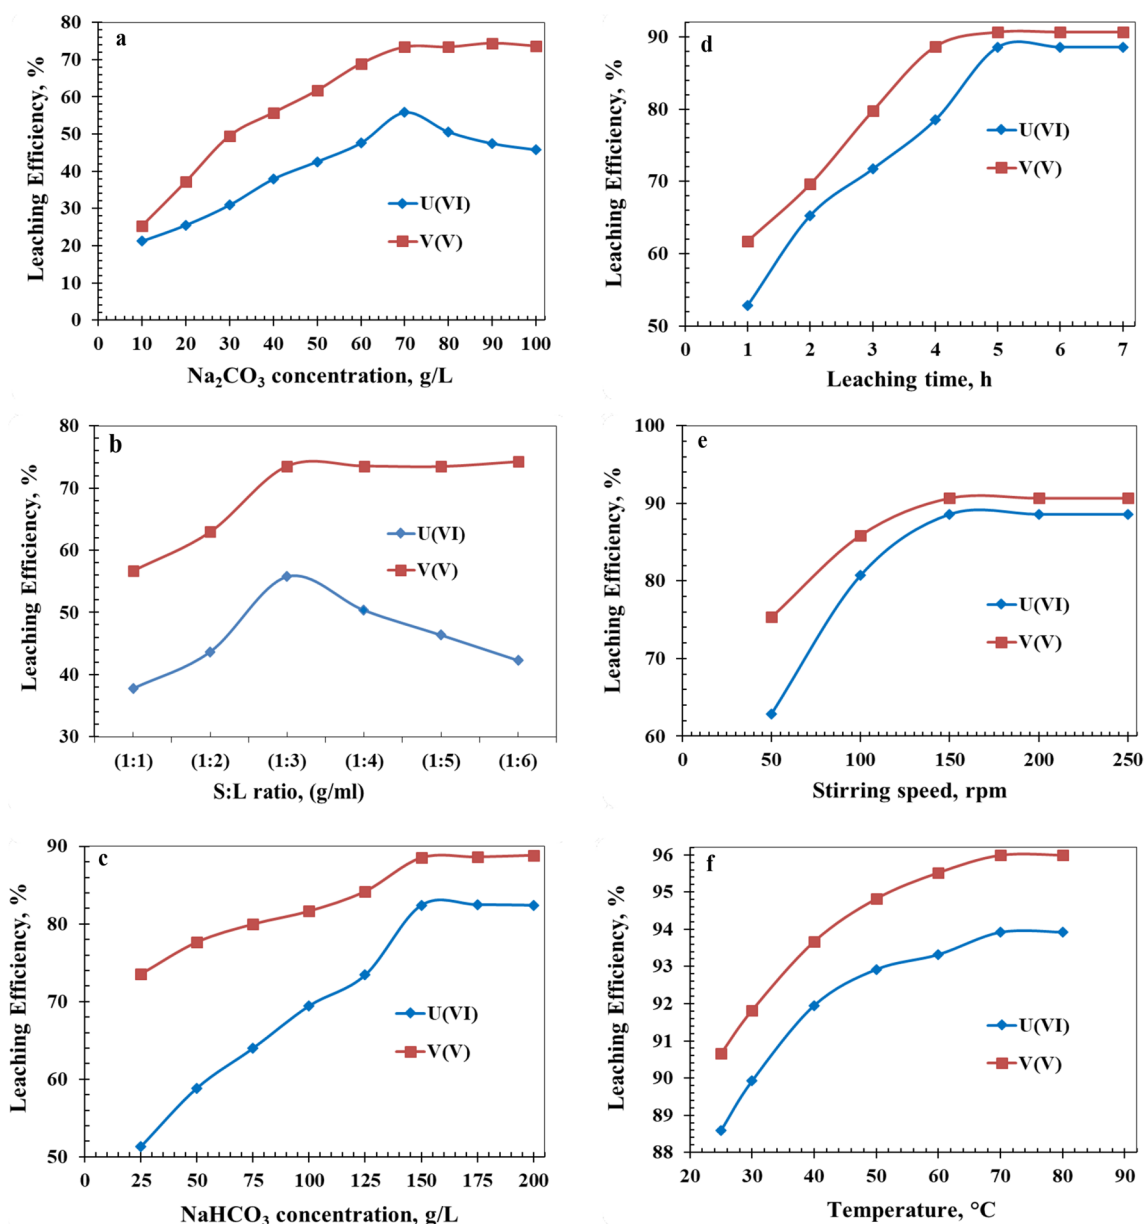 a
Leaching Efficiency, %
80
70
60
50
40
30
20
10
0
U(VI)
V(V)
0 10 20 30 40 50 60 70 80 90 100
Na₂CO₃ concentration, g/L
d
Leaching Efficiency, %
90
80
70
60
50
U(VI)
V(V)
0 1 2 3 4 5 6 7
Leaching time, h
b
Leaching Efficiency, %
80
70
60
50
40
30
U(VI)
V(V)
(1:1) (1:2) (1:3) (1:4) (1:5) (1:6)
S:L ratio, (g/ml)
e
Leaching Efficiency, %
100
90
80
70
60
U(VI)
V(V)
0 50 100 150 200 250
Stirring speed, rpm
c
Leaching Efficiency, %
90
80
70
60
50
U(VI)
V(V)
0 25 50 75 100 125 150 175 200
NaHCO₃ concentration, g/L
f
Leaching Efficiency, %
96
95
94
93
92
91
90
89
88
U(VI)
V(V)
20 30 40 50 60 70 80 90
Temperature, °C